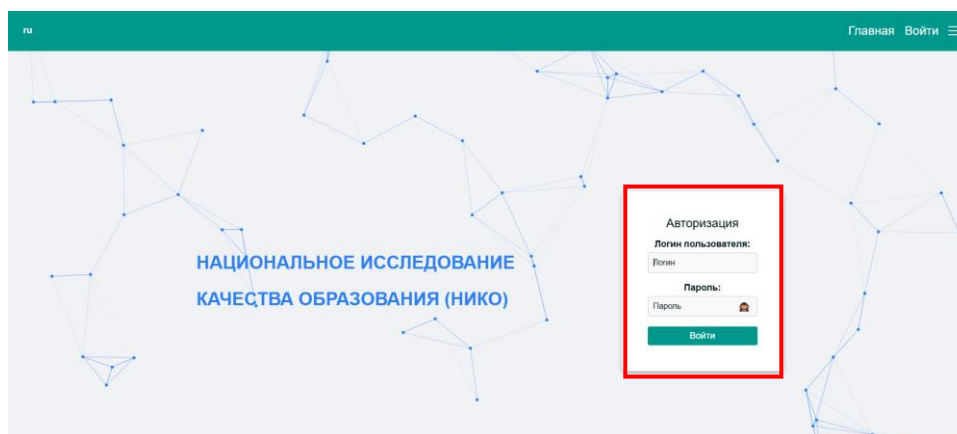 ru
Главная Войти
НАЦИОНАЛЬНОЕ ИССЛЕДОВАНИЕ
КАЧЕСТВА ОБРАЗОВАНИЯ (НИКО)
Авторизация
Логин пользователя:
Логин
Пароль:
Пароль
Войти